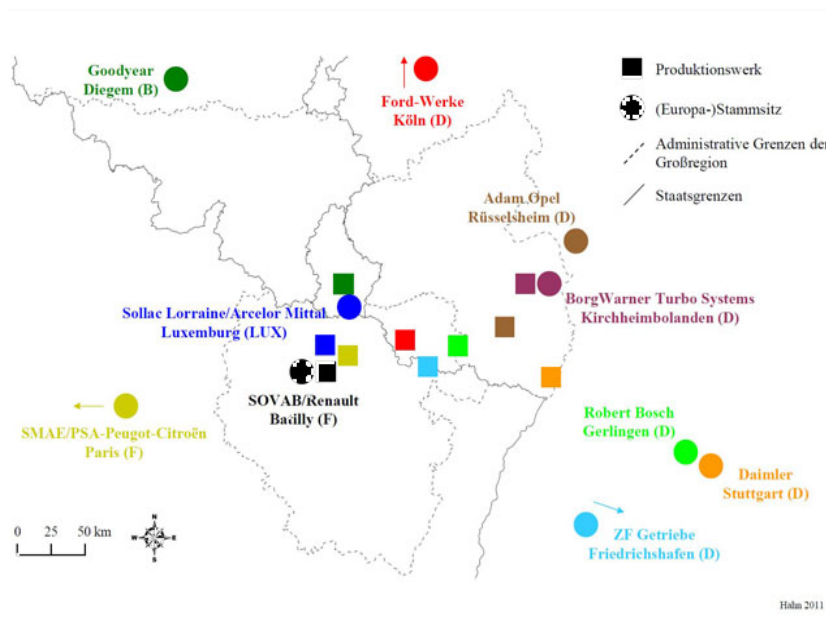 Goodyear
Diegem (B)
Ford-Werke
Köln (D)
Produktionswerk
(Europa-)Stammsitz
Administrative Grenzen der
Großregion
Staatsgrenzen
Adam Opel
Rüsselsheim (D)
BorgWarner Turbo Systems
Kirchheimbolanden (D)
Sollac Lorraine/Arcelor Mittal
Luxemburg (LUX)
SOVAB/Renault
Batilly (F)
SMAE/PSA-Peugot-Citroën
Paris (F)
Robert Bosch
Gerlingen (D)
Daimler
Stuttgart (D)
ZF Getriebe
Friedrichshafen (D)
0 25 50 km
N
W E
S
Hahn 2011